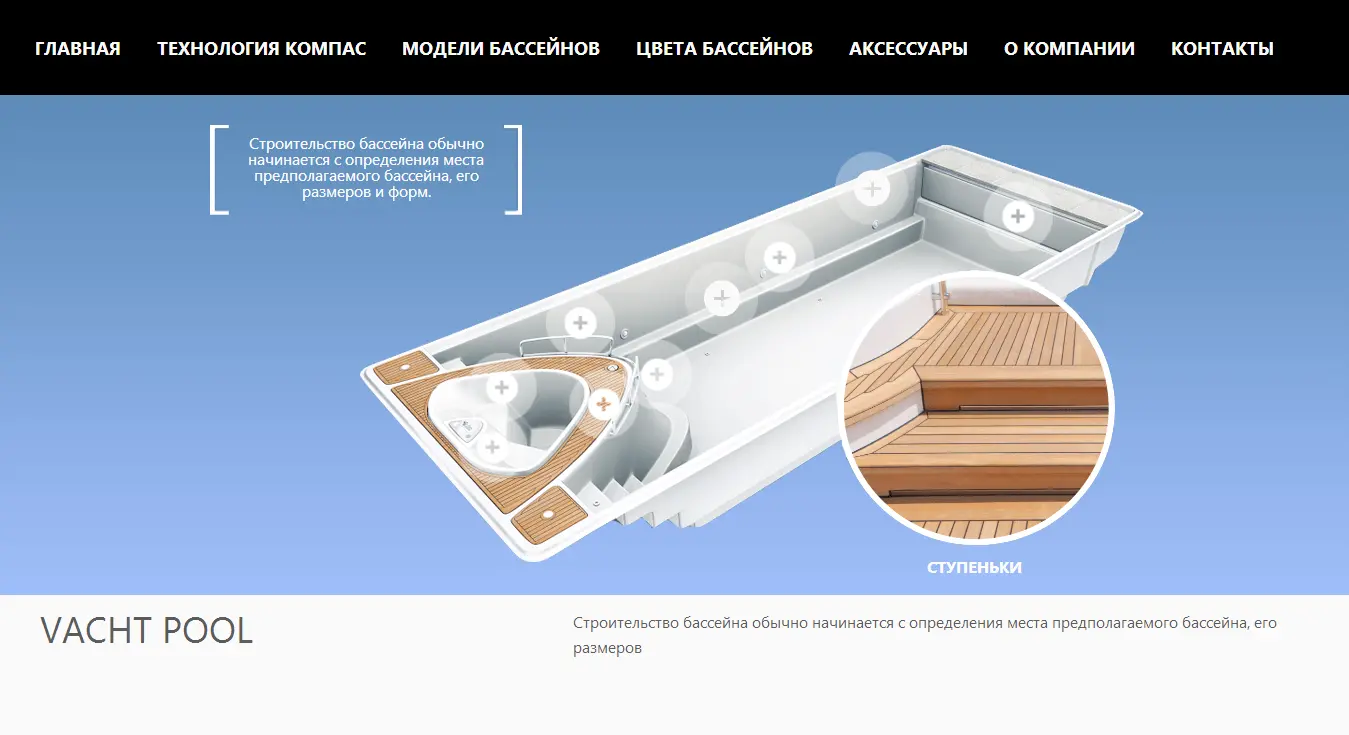 ГЛАВНАЯ ТЕХНОЛОГИЯ КОМПАС МОДЕЛИ БАССЕЙНОВ ЦВЕТА БАССЕЙНОВ АКСЕССУАРЫ О КОМПАНИИ КОНТАКТЫ
Строительство бассейна обычно
начинается с определения места
предполагаемого бассейна, его
размеров и форм.
СТУПЕНЬКИ
VACHT POOL
Строительство бассейна обычно начинается с определения места предполагаемого бассейна, его
размеров